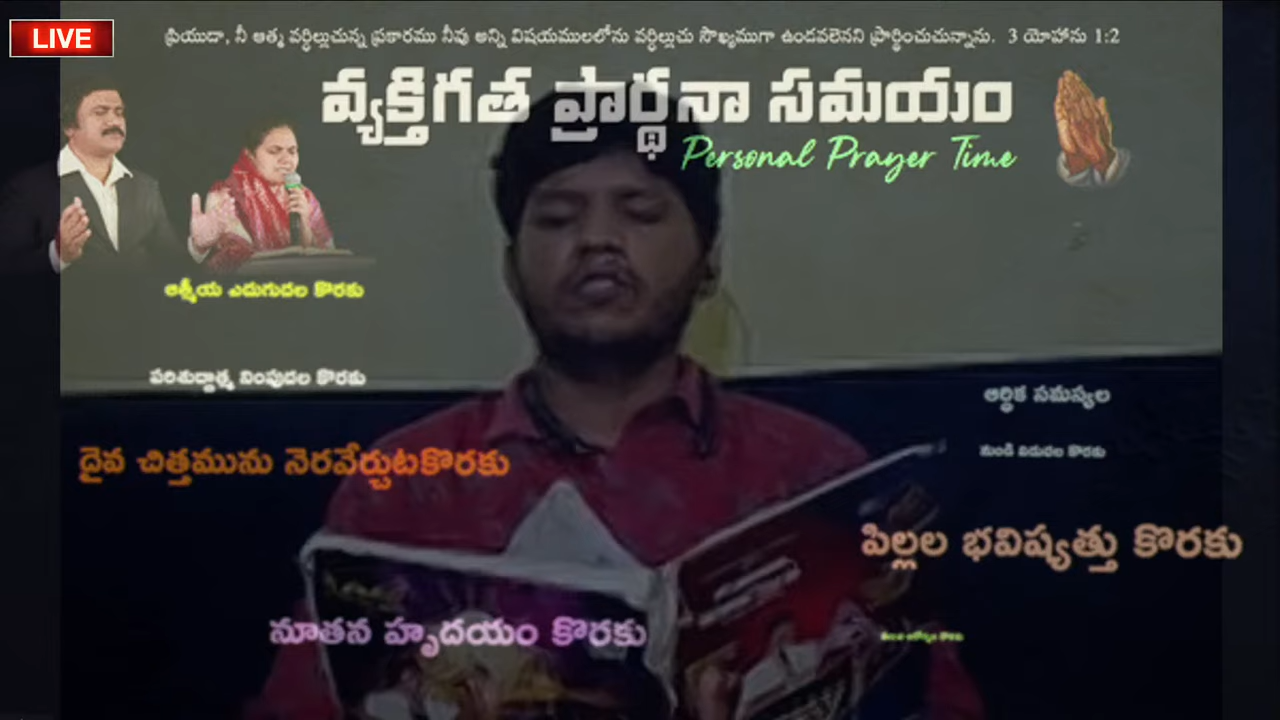 LIVE
ప్రియుడా, నీ ఆత్మ వర్ధిల్లుచున్న ప్రకారము నీవు అన్ని విషయములలోను వర్ధిల్లుచు సౌఖ్యముగా ఉండవలెనని ప్రార్థించుచున్నాను. 3 యోహాను 1:2
వ్యక్తిగత ప్రార్థనా సమయం
Personal Prayer Time
ఆత్మీయ ఎదుగుదల కొరకు
పరిశుద్ధాత్మ నింపుదల కొరకు
ఆర్థిక సమస్యల
నుండి విడుదల కొరకు
దైవ చిత్తమును నెరవేర్చుటకొరకు
పిల్లల భవిష్యత్తు కొరకు
నూతన హృదయం కొరకు